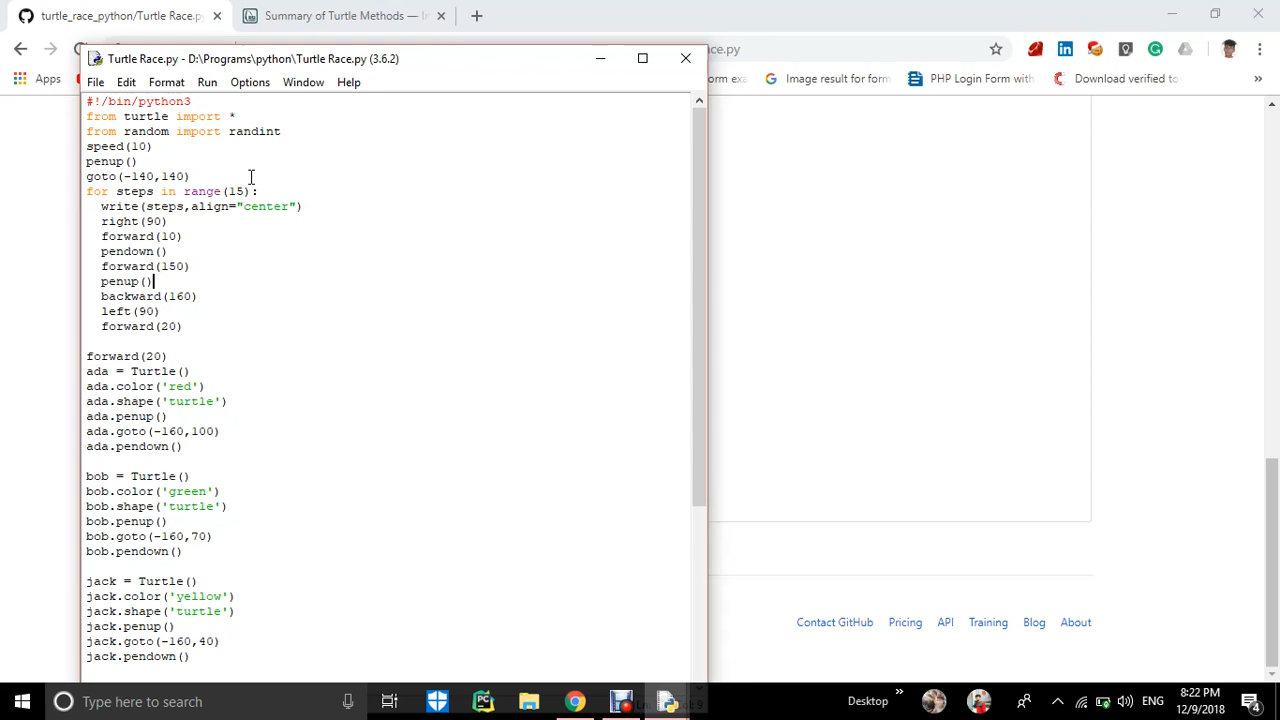 turtle_race_python/Turtle Race.py
Summary of Turtle Methods — I
ace.py
Apps
form exa
Image result for form
PHP Login Form with
Download verified to
Turtle Race.py - D:\Programs\python\Turtle Race.py (3.6.2)
File Edit Format Run Options Window Help
#!/bin/python3
from turtle import *
from random import randint
speed(10)
penup()
goto(-140,140)
for steps in range(15):
write(steps,align="center")
right(90)
forward(10)
pendown()
forward(150)
penup()
backward(160)
left(90)
forward(20)
forward(20)
ada = Turtle()
ada.color('red')
ada.shape('turtle')
ada.penup()
ada.goto(-160,100)
ada.pendown()
bob = Turtle()
bob.color('green')
bob.shape('turtle')
bob.penup()
bob.goto(-160,70)
bob.pendown()
jack = Turtle()
jack.color('yellow')
jack.shape('turtle')
jack.penup()
jack.goto(-160,40)
jack.pendown()
Contact GitHub Pricing API Training Blog About
Type here to search
Desktop
ENG
8:22 PM
12/9/2018
4